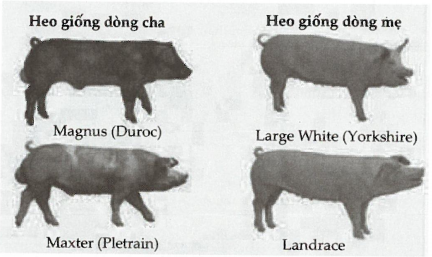 Heo giống dòng cha
Heo giống dòng mẹ
Magnus (Duroc)
Large White (Yorkshire)
Maxter (Pletrain)
Landrace